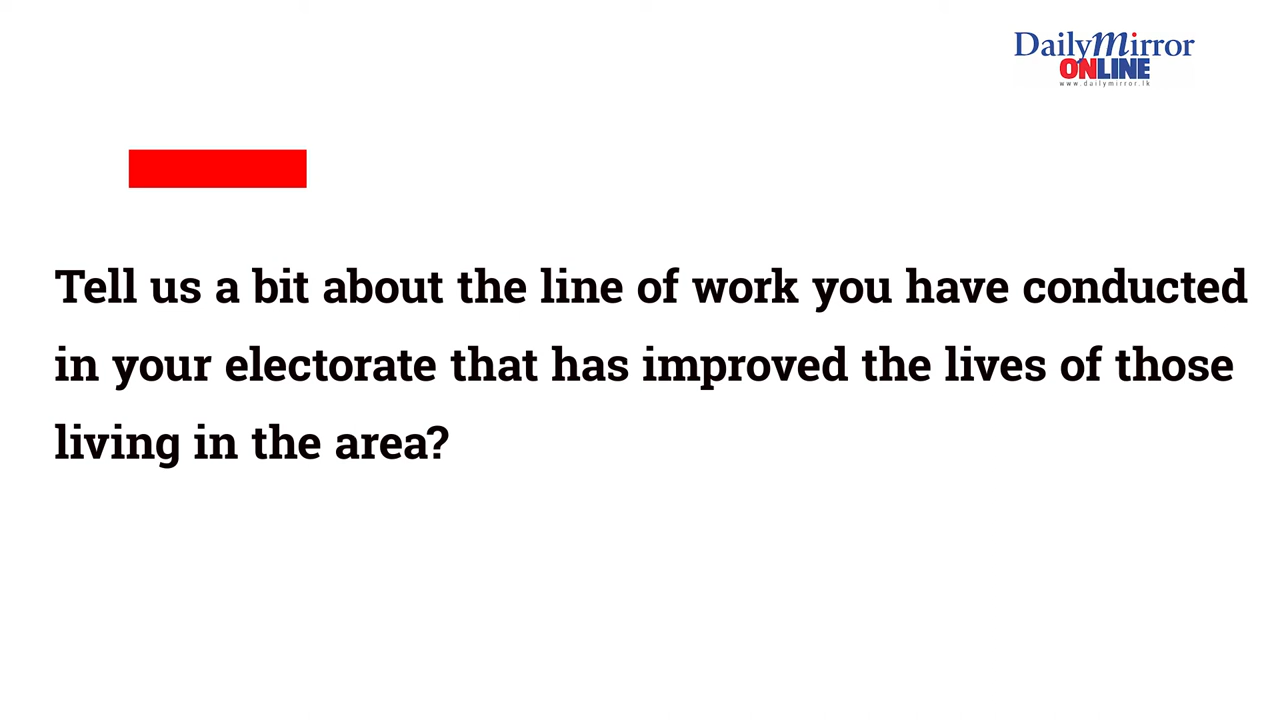 DailyMirror
ONLINE
www.dailymirror.lk
Tell us a bit about the line of work you have conducted
in your electorate that has improved the lives of those
living in the area?